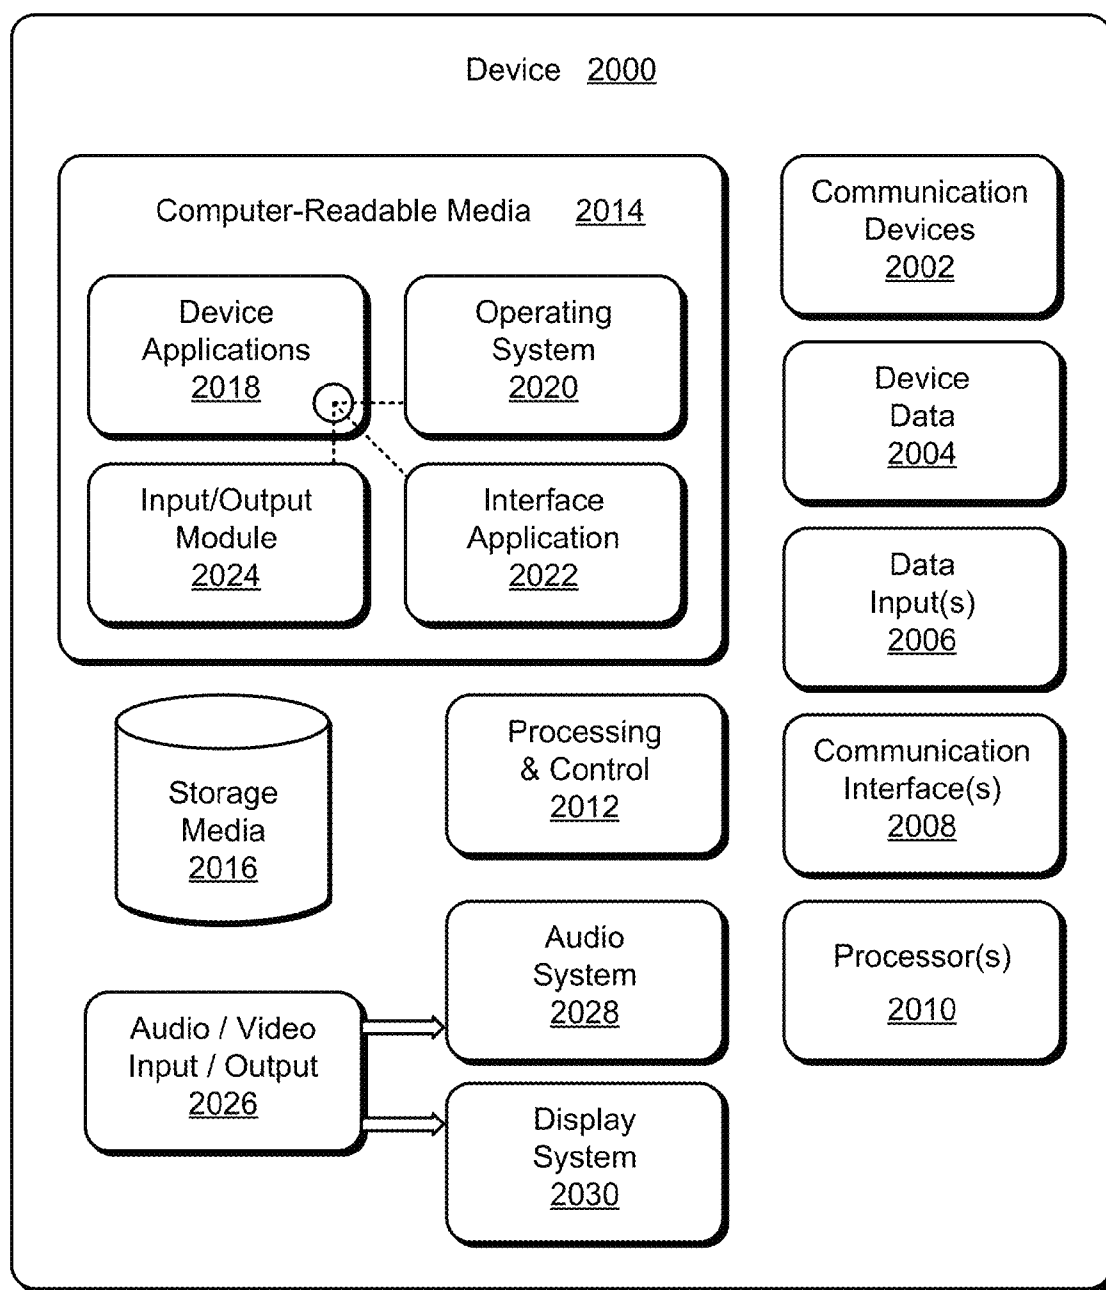 Device 2000
Computer-Readable Media 2014
Device
Applications
2018
Operating
System
2020
Input/Output
Module
2024
Interface
Application
2022
Communication
Devices
2002
Device
Data
2004
Data
Input(s)
2006
Communication
Interface(s)
2008
Processor(s)
2010
Storage
Media
2016
Processing
& Control
2012
Audio / Video
Input / Output
2026
Audio
System
2028
Display
System
2030